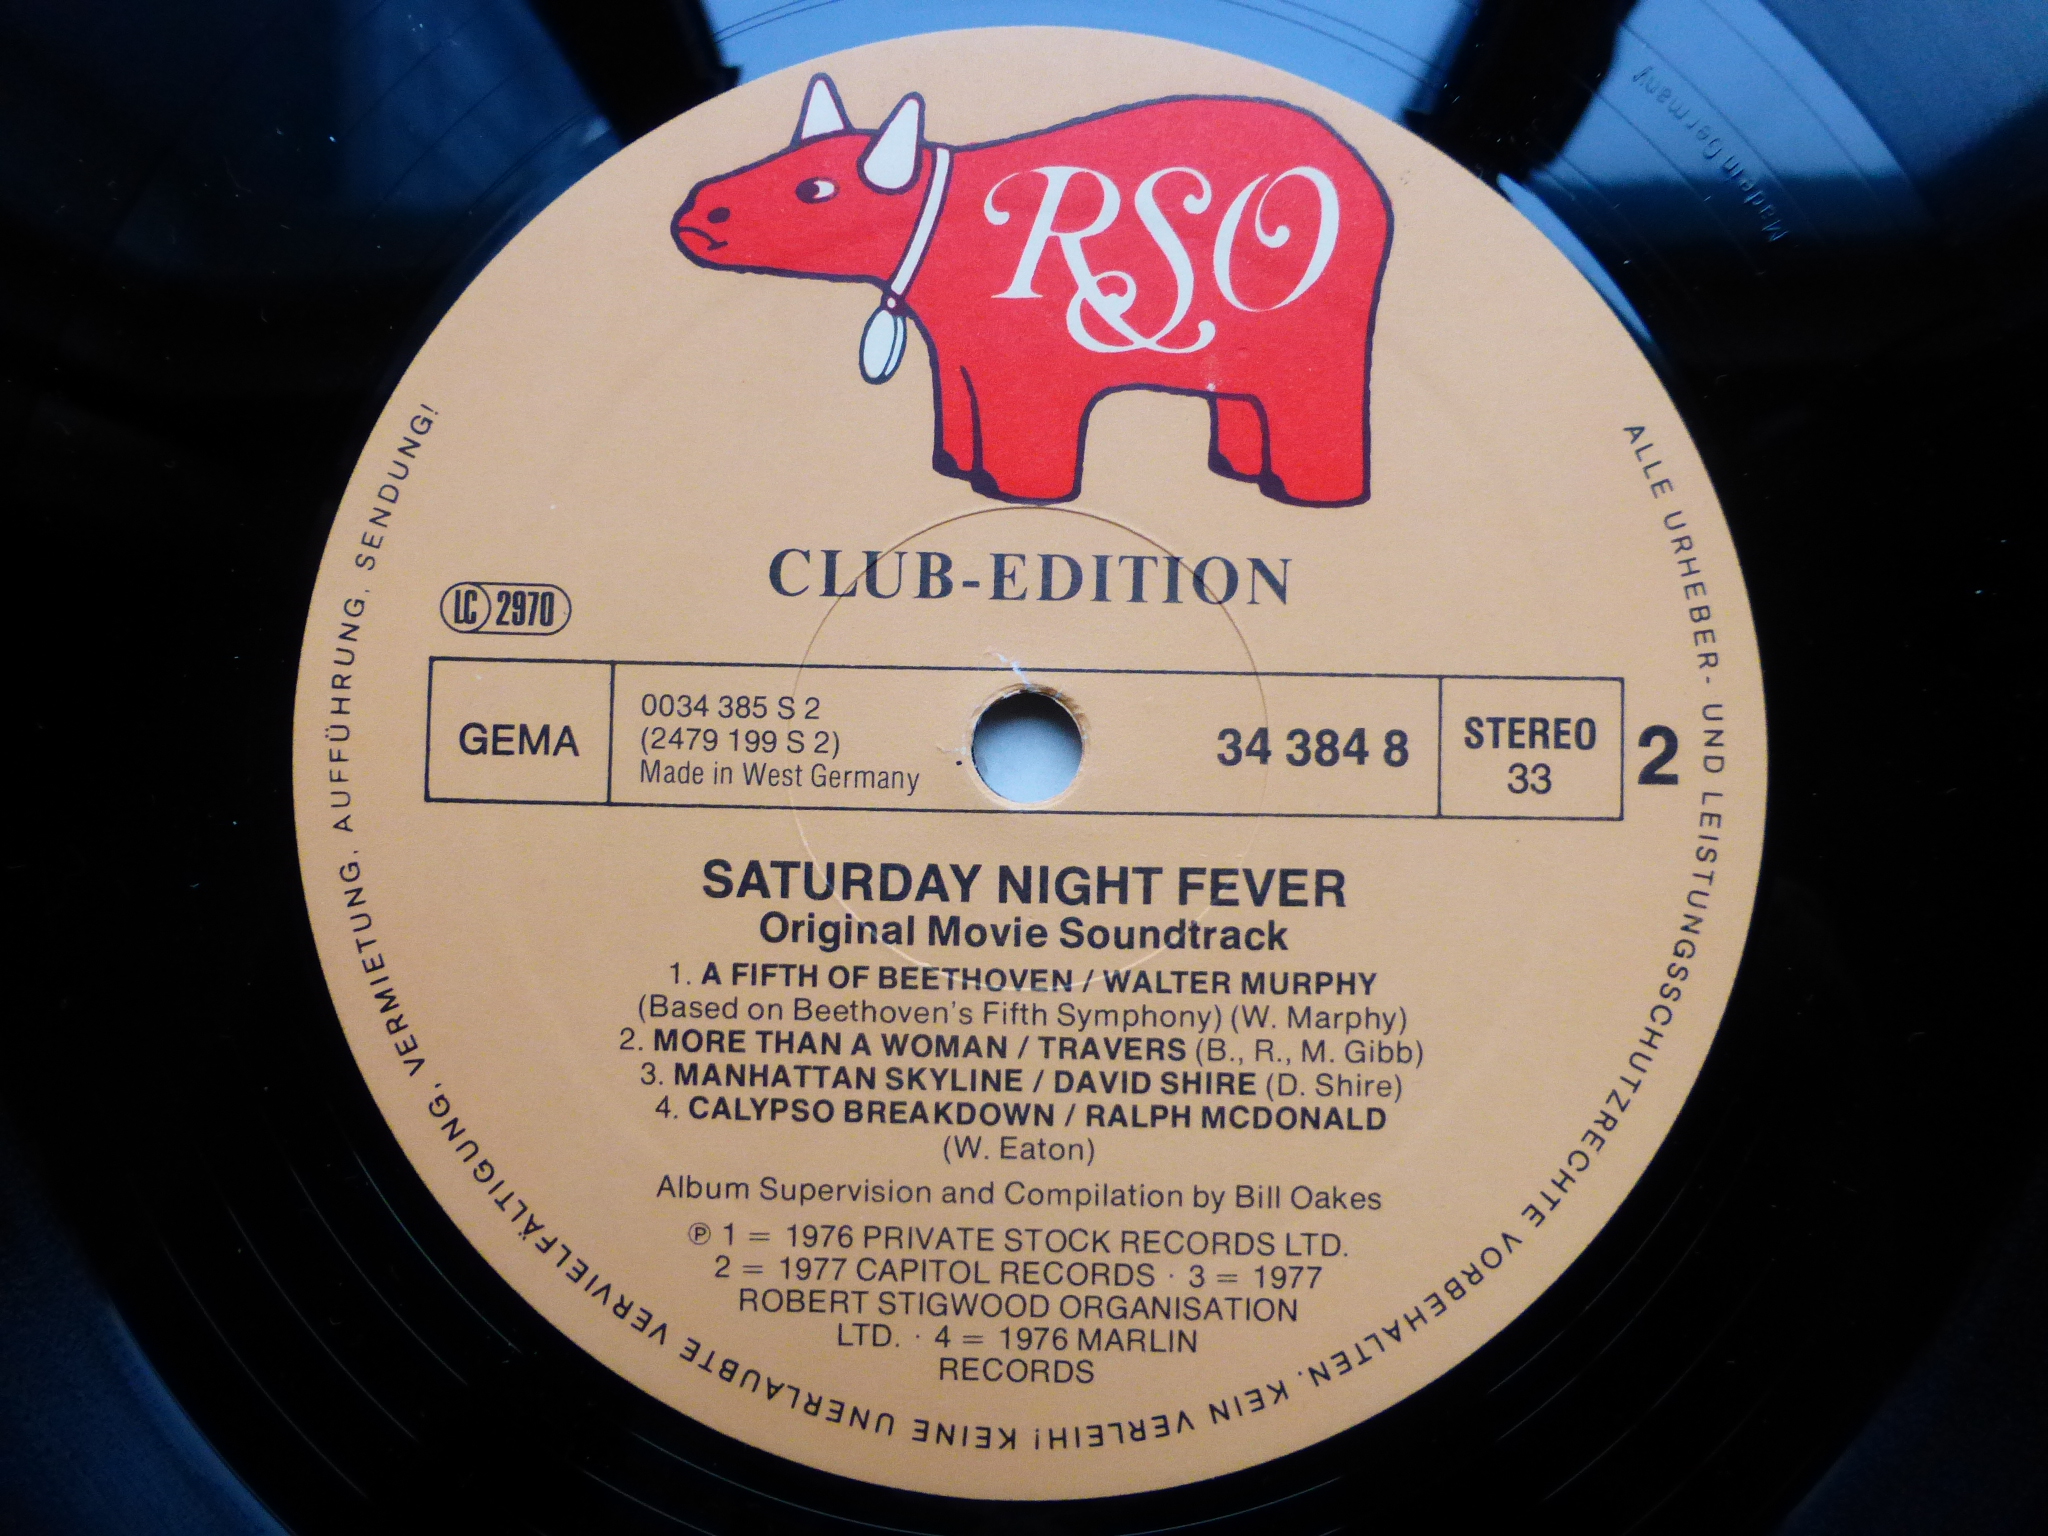 Made in Germany
RSO
CLUB-EDITION
LC 2970
GEMA
0034 385 S 2
(2479 199 S 2)
Made in West Germany
34 384 8
STEREO
33
2
SATURDAY NIGHT FEVER
Original Movie Soundtrack
1. A FIFTH OF BEETHOVEN / WALTER MURPHY
(Based on Beethoven's Fifth Symphony) (W. Marphy)
2. MORE THAN A WOMAN / TRAVERS (B., R., M. Gibb)
3. MANHATTAN SKYLINE / DAVID SHIRE (D. Shire)
4. CALYPSO BREAKDOWN / RALPH MCDONALD
(W. Eaton)
Album Supervision and Compilation by Bill Oakes
℗ 1 = 1976 PRIVATE STOCK RECORDS LTD.
2 = 1977 CAPITOL RECORDS · 3 = 1977
ROBERT STIGWOOD ORGANISATION
LTD. · 4 = 1976 MARLIN
RECORDS
ALLE URHEBER- UND LEISTUNGSSCHUTZRECHTE VORBEHALTEN. KEIN VERLEIH! KEINE UNERLAUBTE VERVIELFÄLTIGUNG, VERMIETUNG, AUFFÜHRUNG, SENDUNG!